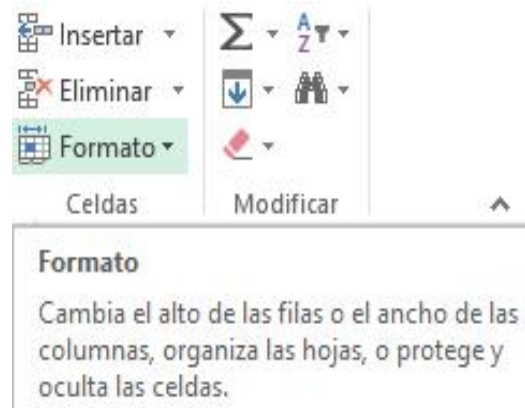 Insertar
Eliminar
Formato
Celdas
Σ
A
Z
Modificar
Formato
Cambia el alto de las filas o el ancho de las
columnas, organiza las hojas, o protege y
oculta las celdas.